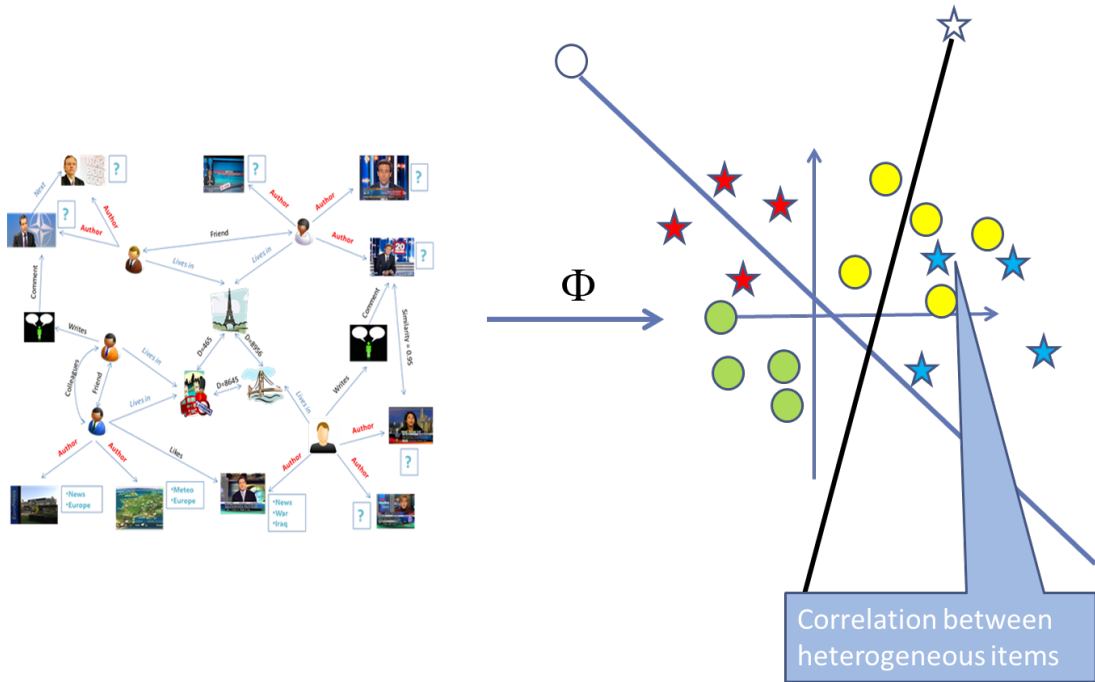 ?
?
?
Next
Author
?
Author
Author
Author
Friend
Author
?
Lives in
Lives in
Comment
Comment
Similarity = 0.95
Writes
D=465
D=8956
Colleagues
Friend
Lives in
D=8645
Lives in
Writes
Lives in
Author
Author
Likes
Author
Author
Author
?
•News
•Europe
•Meteo
•Europe
•News
•War
•Iraq
?
Φ
Correlation between
heterogeneous items